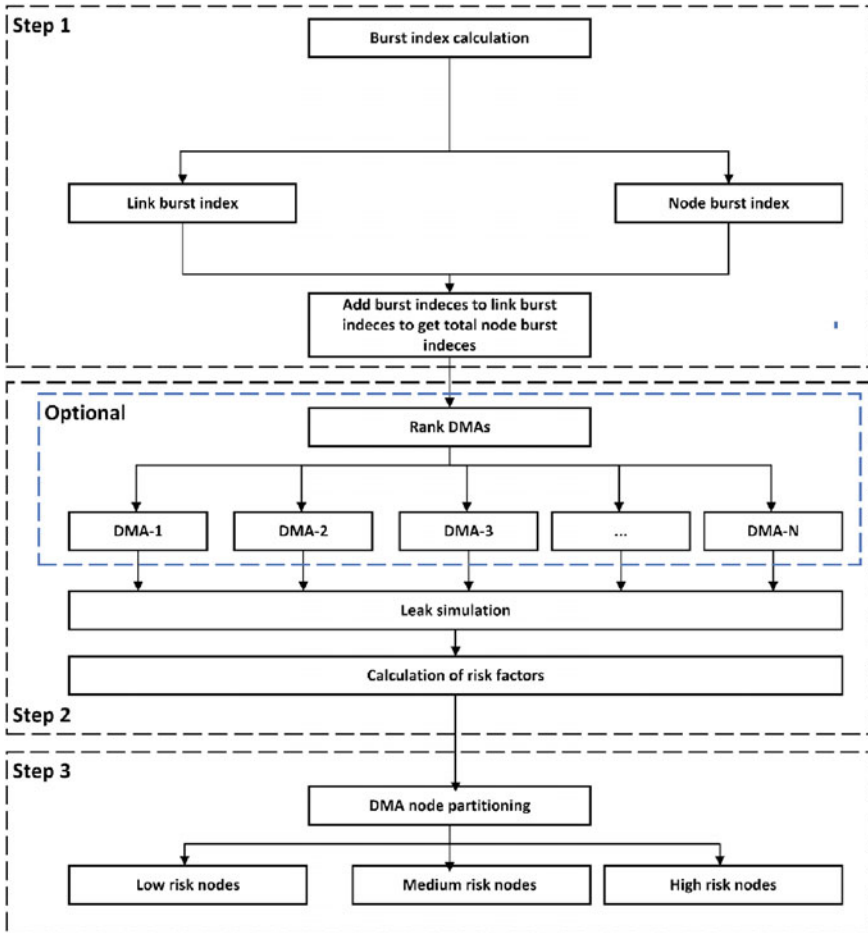 Step 1
Burst index calculation
Link burst index
Node burst index
Add burst indeces to link burst
indeces to get total node burst
indeces
Optional
Rank DMAs
DMA-1
DMA-2
DMA-3
...
DMA-N
Leak simulation
Calculation of risk factors
Step 2
Step 3
DMA node partitioning
Low risk nodes
Medium risk nodes
High risk nodes